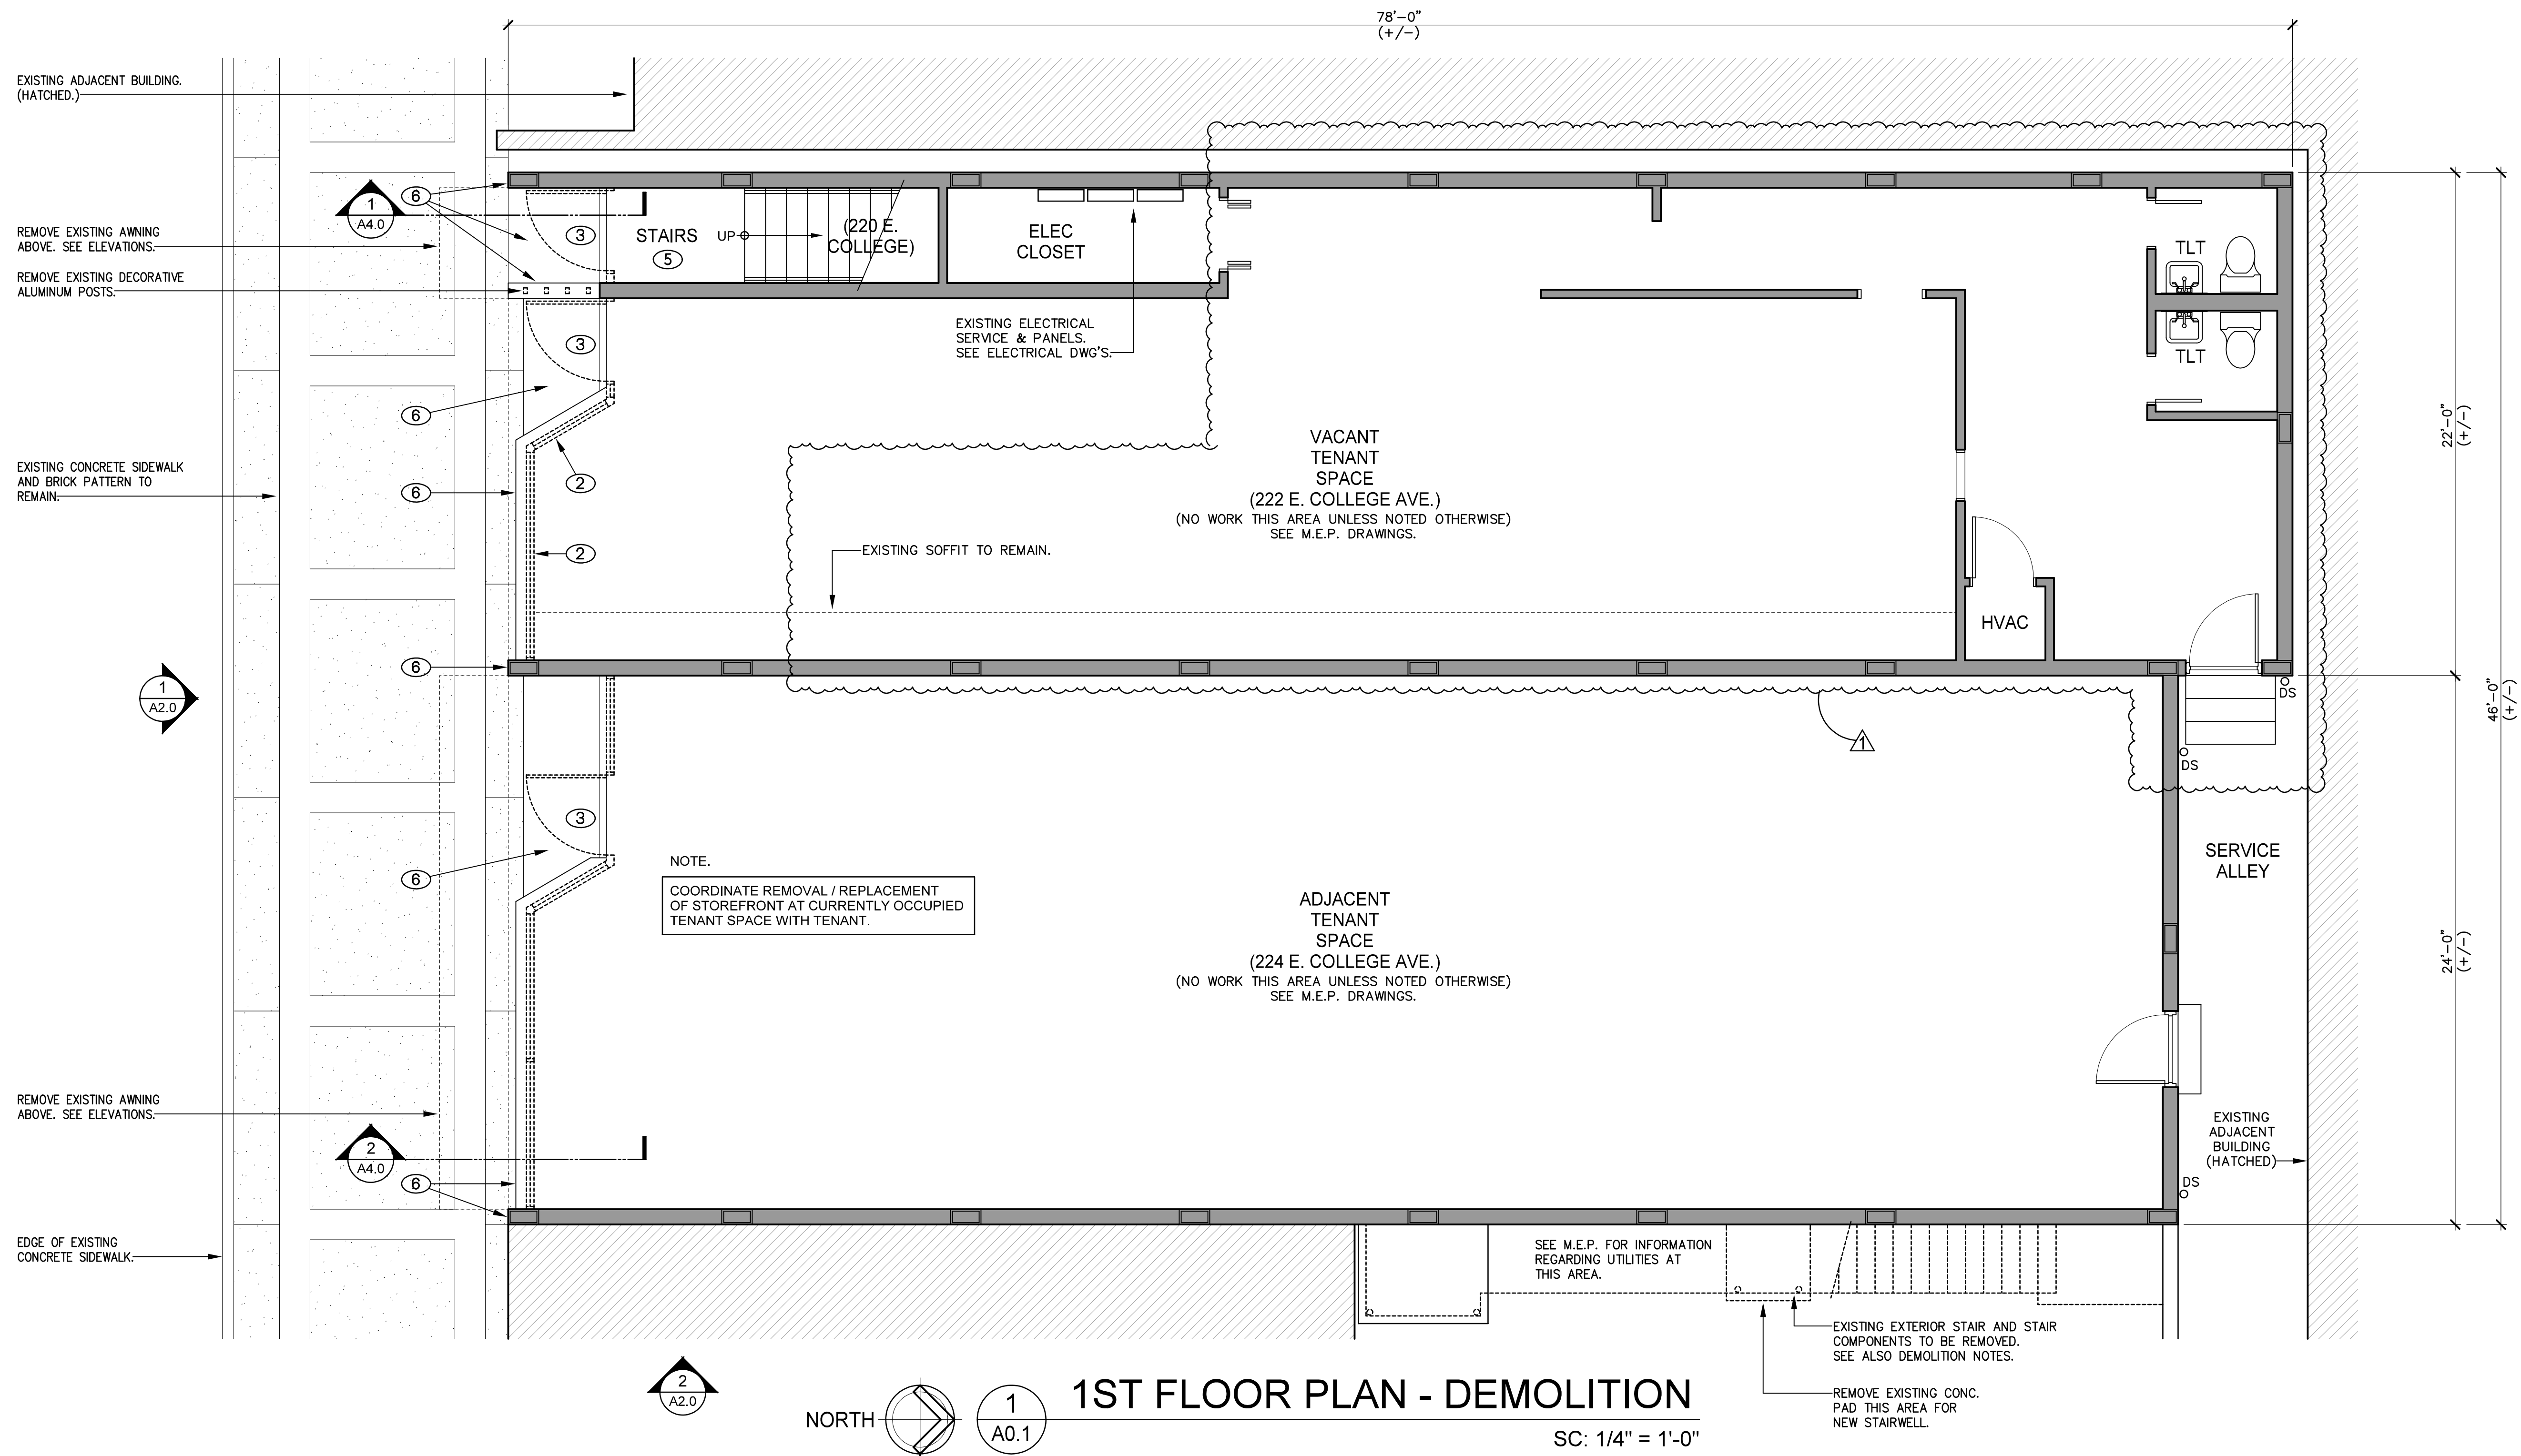 78'-0"
(+/-)
EXISTING ADJACENT BUILDING.
(HATCHED.)
1
A4.0
6
REMOVE EXISTING AWNING
ABOVE. SEE ELEVATIONS.
REMOVE EXISTING DECORATIVE
ALUMINUM POSTS.
3
STAIRS
5
UP
(220 E.
COLLEGE)
ELEC
CLOSET
TLT
TLT
3
EXISTING ELECTRICAL
SERVICE & PANELS.
SEE ELECTRICAL DWG'S.
6
EXISTING CONCRETE SIDEWALK
AND BRICK PATTERN TO
REMAIN.
6
2
2
VACANT
TENANT
SPACE
(222 E. COLLEGE AVE.)
(NO WORK THIS AREA UNLESS NOTED OTHERWISE)
SEE M.E.P. DRAWINGS.
EXISTING SOFFIT TO REMAIN.
HVAC
22'-0"
(+/-)
46'-0"
(+/-)
6
1
A2.0
DS
DS
1
3
6
NOTE.
COORDINATE REMOVAL / REPLACEMENT
OF STOREFRONT AT CURRENTLY OCCUPIED
TENANT SPACE WITH TENANT.
ADJACENT
TENANT
SPACE
(224 E. COLLEGE AVE.)
(NO WORK THIS AREA UNLESS NOTED OTHERWISE)
SEE M.E.P. DRAWINGS.
SERVICE
ALLEY
24'-0"
(+/-)
REMOVE EXISTING AWNING
ABOVE. SEE ELEVATIONS.
2
A4.0
6
EXISTING
ADJACENT
BUILDING
(HATCHED)
DS
EDGE OF EXISTING
CONCRETE SIDEWALK.
SEE M.E.P. FOR INFORMATION
REGARDING UTILITIES AT
THIS AREA.
EXISTING EXTERIOR STAIR AND STAIR
COMPONENTS TO BE REMOVED.
SEE ALSO DEMOLITION NOTES.
REMOVE EXISTING CONC.
PAD THIS AREA FOR
NEW STAIRWELL.
2
A2.0
NORTH
1
A0.1
1ST FLOOR PLAN - DEMOLITION
SC: 1/4" = 1'-0"